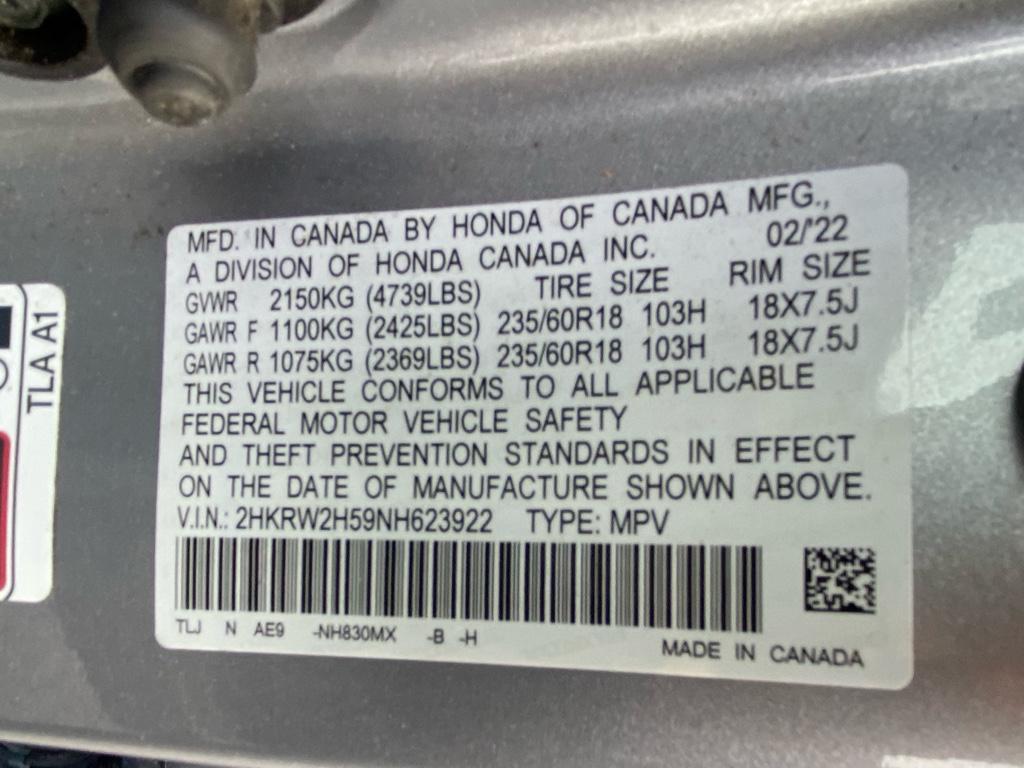 MFD. IN CANADA BY HONDA OF CANADA MFG.,
A DIVISION OF HONDA CANADA INC. 02/'22
GVWR 2150KG (4739LBS) TIRE SIZE RIM SIZE
GAWR F 1100KG (2425LBS) 235/60R18 103H 18X7.5J
GAWR R 1075KG (2369LBS) 235/60R18 103H 18X7.5J
THIS VEHICLE CONFORMS TO ALL APPLICABLE
FEDERAL MOTOR VEHICLE SAFETY
AND THEFT PREVENTION STANDARDS IN EFFECT
ON THE DATE OF MANUFACTURE SHOWN ABOVE.
V.I.N.: 2HKRW2H59NH623922 TYPE: MPV
TLJ N AE9 -NH830MX -B -H
MADE IN CANADA
TLA A1